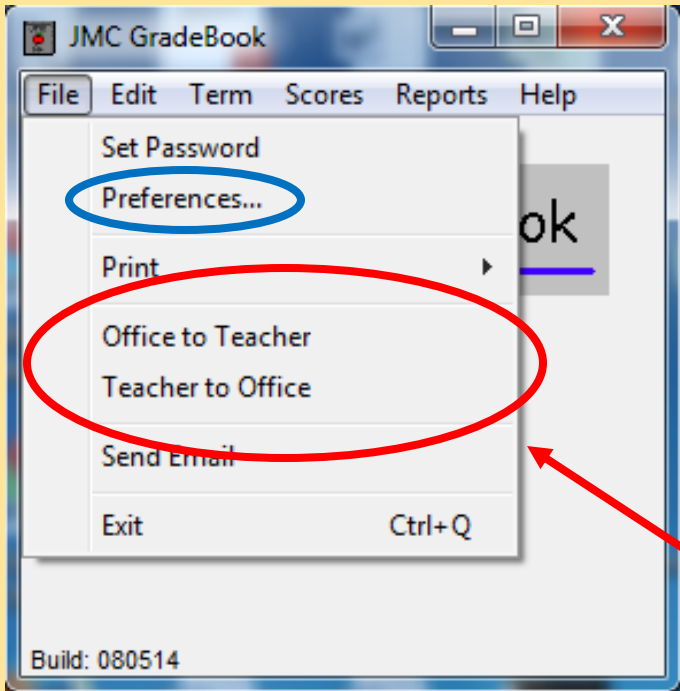 JMC GradeBook
File Edit Term Scores Reports Help
Set Password
Preferences...
ok
Print
Office to Teacher
Teacher to Office
Send Email
Exit Ctrl+Q
Build: 080514